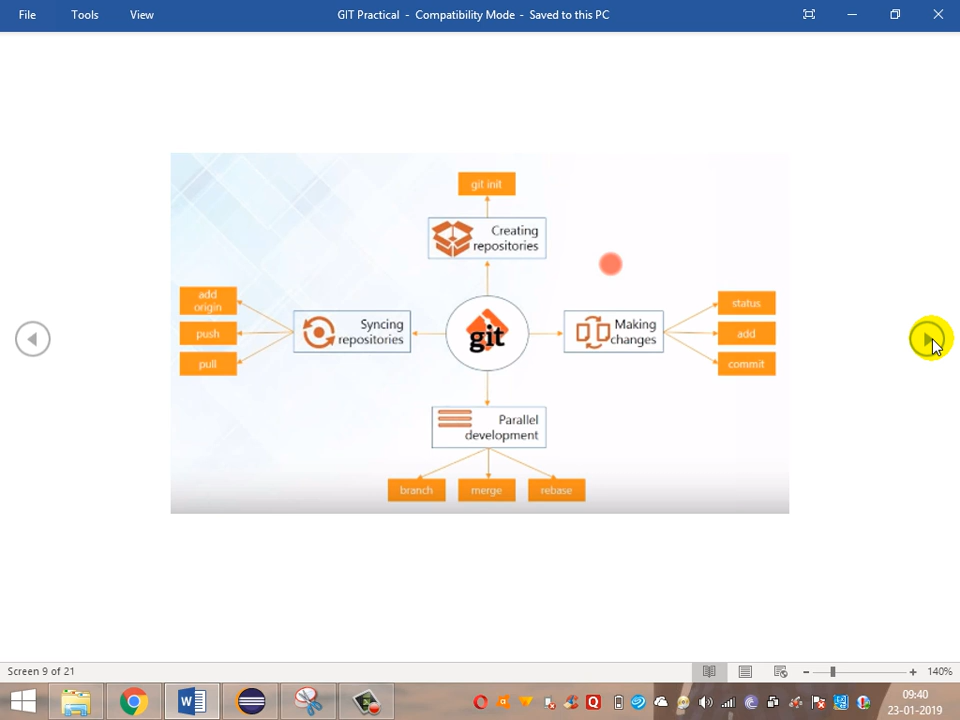 File Tools View GIT Practical - Compatibility Mode - Saved to this PC
git init
Creating
repositories
add
origin
push
pull
Syncing
repositories
git
Making
changes
status
add
commit
Parallel
development
branch merge rebase
Screen 9 of 21
140%
09:40
23-01-2019